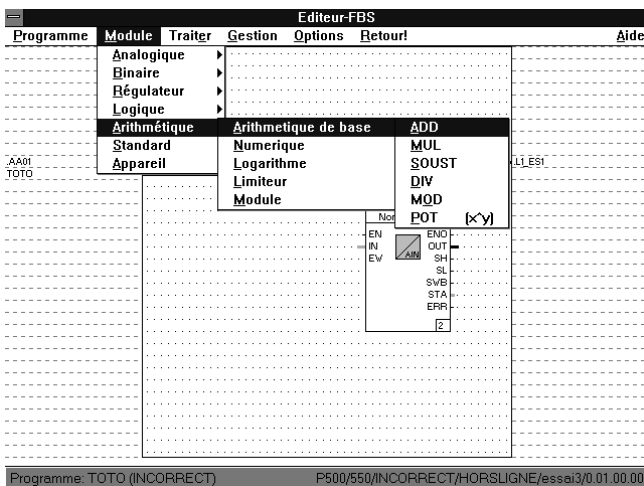 Editeur-FBS
Programme Module Traiter Gestion Options Retour! Aide
Analogique
Binaire
Régulateur
Logique
Arithmétique
Standard
Appareil
Arithmetique de base
Numerique
Logarithme
Limiteur
Module
ADD
MUL
SOUST
DIV
MOD
POT (x^y)
.AA01
TOTO
.L1_ES1
Nor
EN ENO
IN AIN OUT
EW SH
SL
SWB
STA
ERR
2
Programme: TOTO (INCORRECT) P500/550/INCORRECT/HORSLIGNE/essai3/0.01.00.00